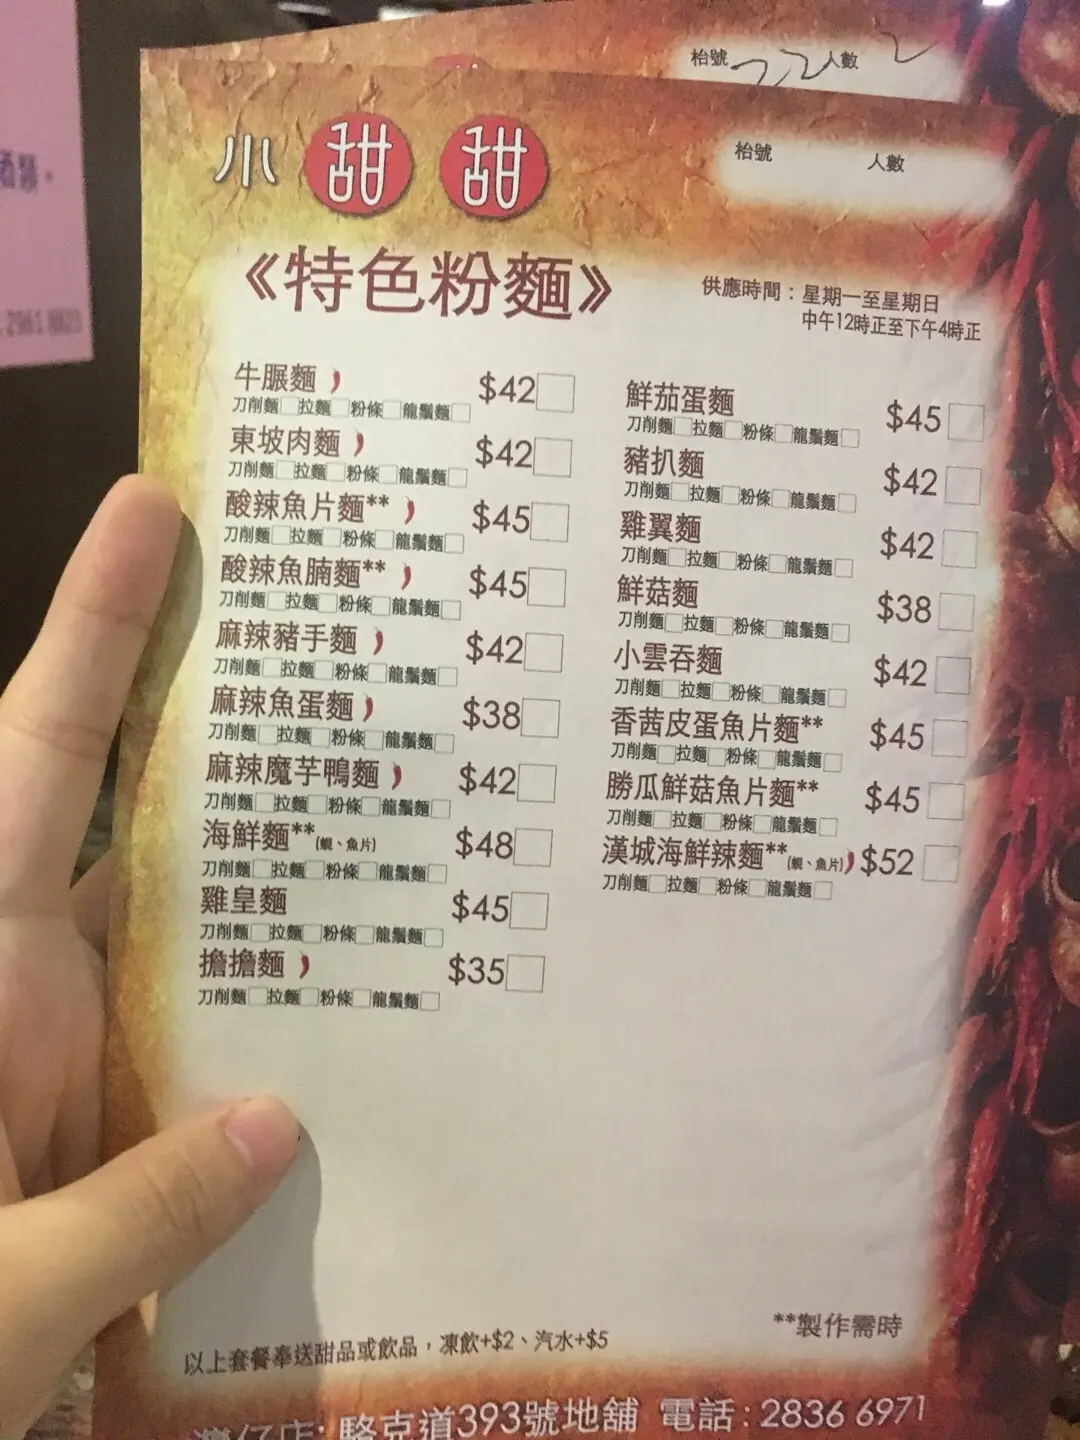 枱號 22 人數 2
小甜甜
枱號 人數
《特色粉麵》
供應時間：星期一至星期日
中午12時正至下午4時正
牛腒麵 $42
刀削麵 拉麵 粉條 龍鬚麵
東坡肉麵 $42
刀削麵 拉麵 粉條 龍鬚麵
酸辣魚片麵** $45
刀削麵 拉麵 粉條 龍鬚麵
酸辣魚腩麵** $45
刀削麵 拉麵 粉條 龍鬚麵
麻辣豬手麵 $42
刀削麵 拉麵 粉條 龍鬚麵
麻辣魚蛋麵 $38
刀削麵 拉麵 粉條 龍鬚麵
麻辣魔芋鴨麵 $42
刀削麵 拉麵 粉條 龍鬚麵
海鮮麵**(蜆、魚片) $48
刀削麵 拉麵 粉條 龍鬚麵
雞皇麵 $45
刀削麵 拉麵 粉條 龍鬚麵
擔擔麵 $35
刀削麵 拉麵 粉條 龍鬚麵
鮮茄蛋麵 $45
刀削麵 拉麵 粉條 龍鬚麵
豬扒麵 $42
刀削麵 拉麵 粉條 龍鬚麵
雞翼麵 $42
刀削麵 拉麵 粉條 龍鬚麵
鮮菇麵 $38
刀削麵 拉麵 粉條 龍鬚麵
小雲吞麵 $42
刀削麵 拉麵 粉條 龍鬚麵
香茜皮蛋魚片麵** $45
刀削麵 拉麵 粉條 龍鬚麵
勝瓜鮮菇魚片麵** $45
刀削麵 拉麵 粉條 龍鬚麵
漢城海鮮辣麵**(蜆、魚片) $52
刀削麵 拉麵 粉條 龍鬚麵
**製作需時
以上套餐奉送甜品或飲品，凍飲+$2、汽水+$5
灣仔店: 駱克道393號地舖 電話: 2836 6971